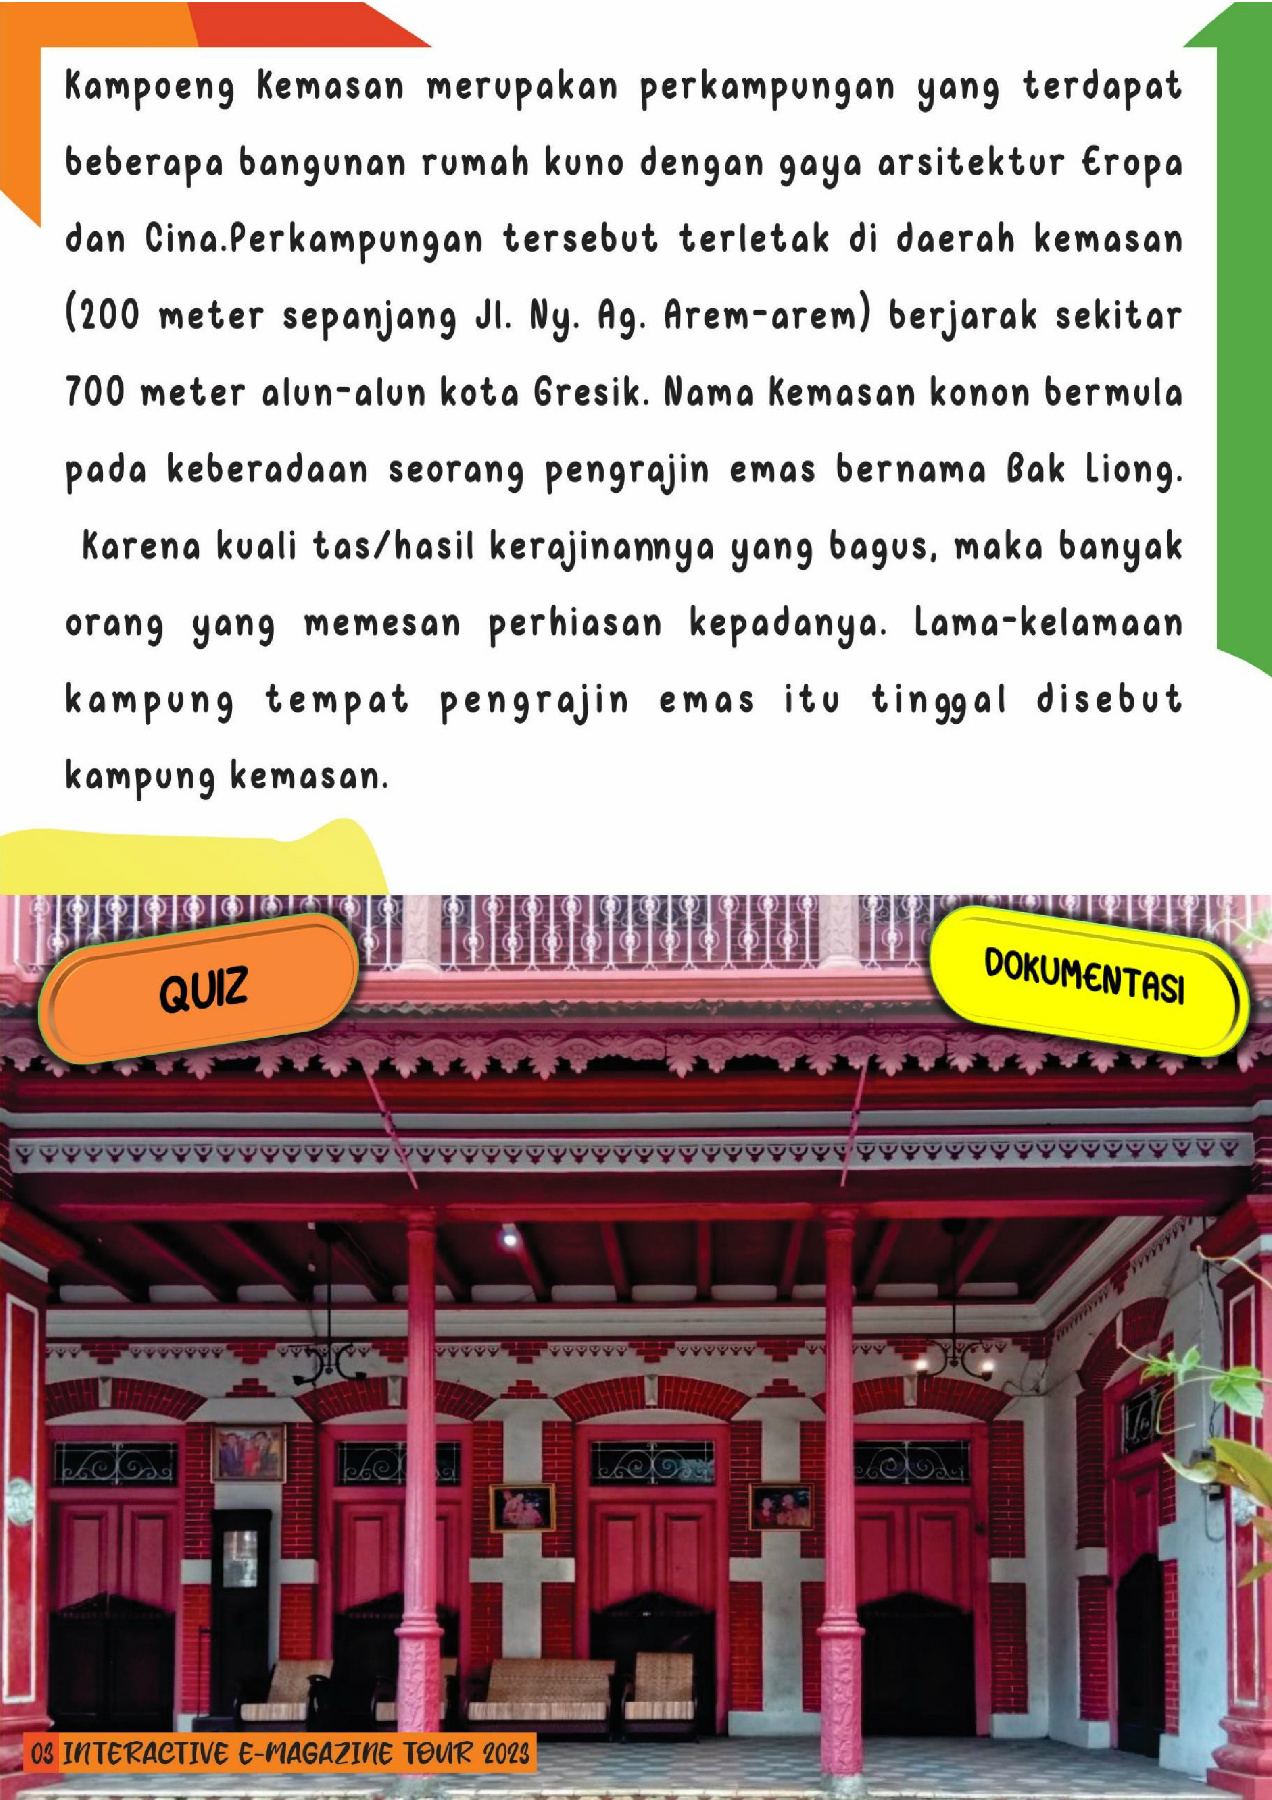 Kampoeng Kemasan merupakan perkampungan yang terdapat
beberapa bangunan rumah kuno dengan gaya arsitektur Eropa
dan Cina.Perkampungan tersebut terletak di daerah kemasan
(200 meter sepanjang Jl. Ny. Ag. Arem-arem) berjarak sekitar
700 meter alun-alun kota Gresik. Nama Kemasan konon bermula
pada keberadaan seorang pengrajin emas bernama Bak Liong.
Karena kuali tas/hasil kerajinannya yang bagus, maka banyak
orang yang memesan perhiasan kepadanya. Lama-kelamaan
kampung tempat pengrajin emas itu tinggal disebut
kampung kemasan.
QUIZ
DOKUMENTASI
03 INTERACTIVE E-MAGAZINE TOUR 2023